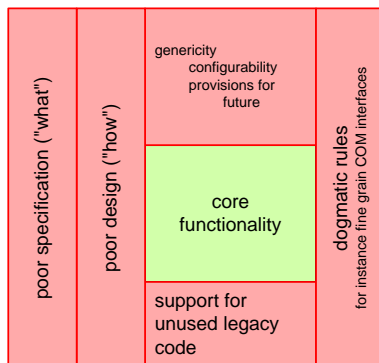 poor specification ("what")
poor design ("how")
genericity
configurability
provisions for
future
core
functionality
support for
unused legacy
code
dogmatic rules
for instance fine grain COM interfaces